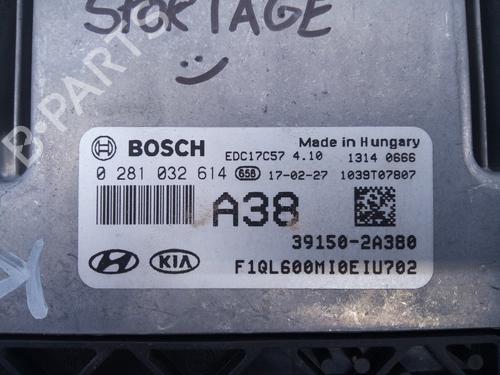 SPORTAGE
B-PARTS
BOSCH EDC17C57 4.10 Made in Hungary
1314 0666
0 281 032 614 658 17-02-27 1039T07807
A38
39150-2A380
KIA F1QL600MI0EIU702